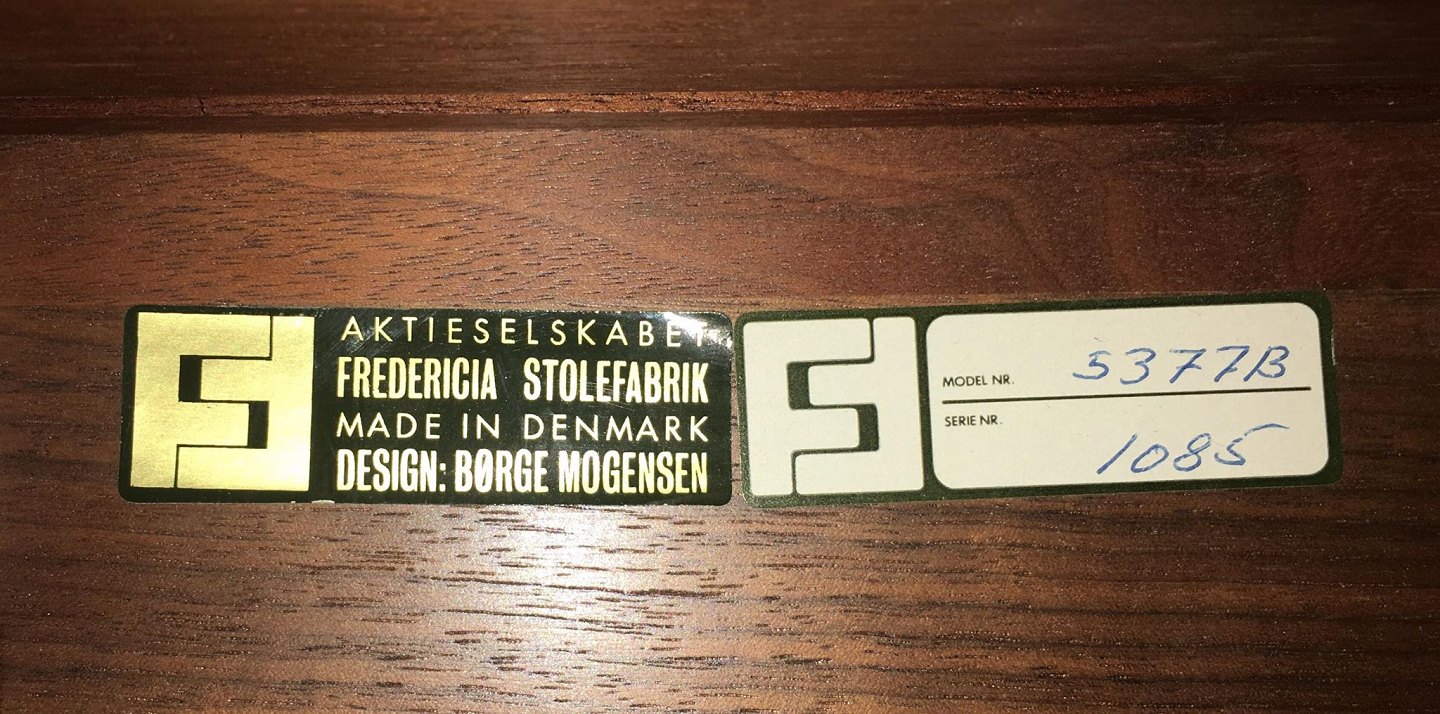 AKTIESELSKABET
FREDERICIA STOLEFABRIK
MADE IN DENMARK
DESIGN: BØRGE MOGENSEN
MODEL NR. 5377B
SERIE NR. 1085